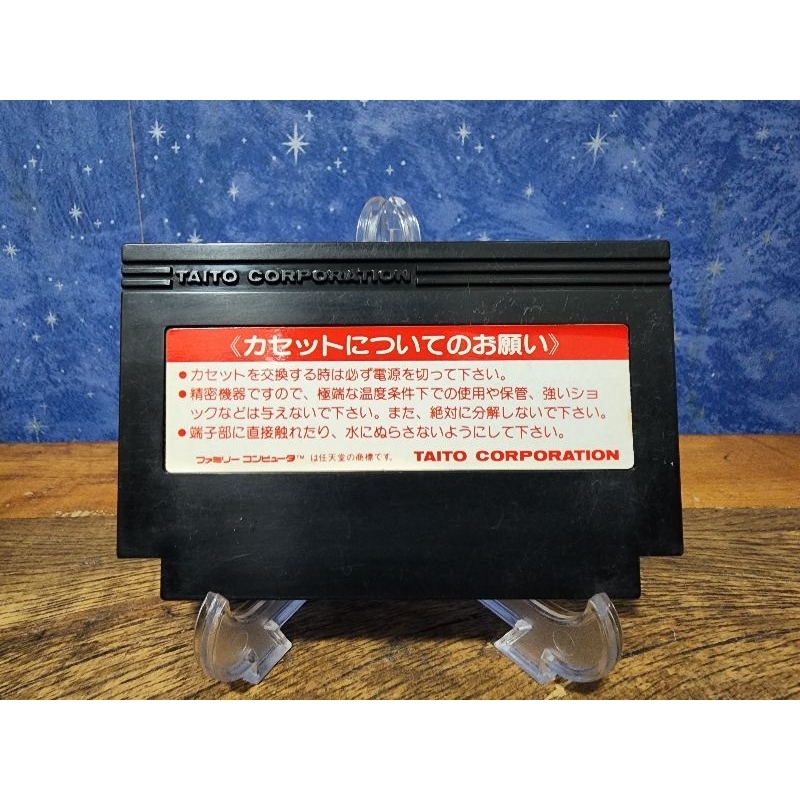 TAITO CORPORATION
《カセットについてのお願い》
●カセットを交換する時は必ず電源を切って下さい。
●精密機器ですので、極端な温度条件下での使用や保管、強いショ
ックなどは与えないで下さい。また、絶対に分解しないで下さい。
●端子部に直接触れたり、水にぬらさないようにして下さい。
ファミリーコンピュータ™ は任天堂の商標です。 TAITO CORPORATION